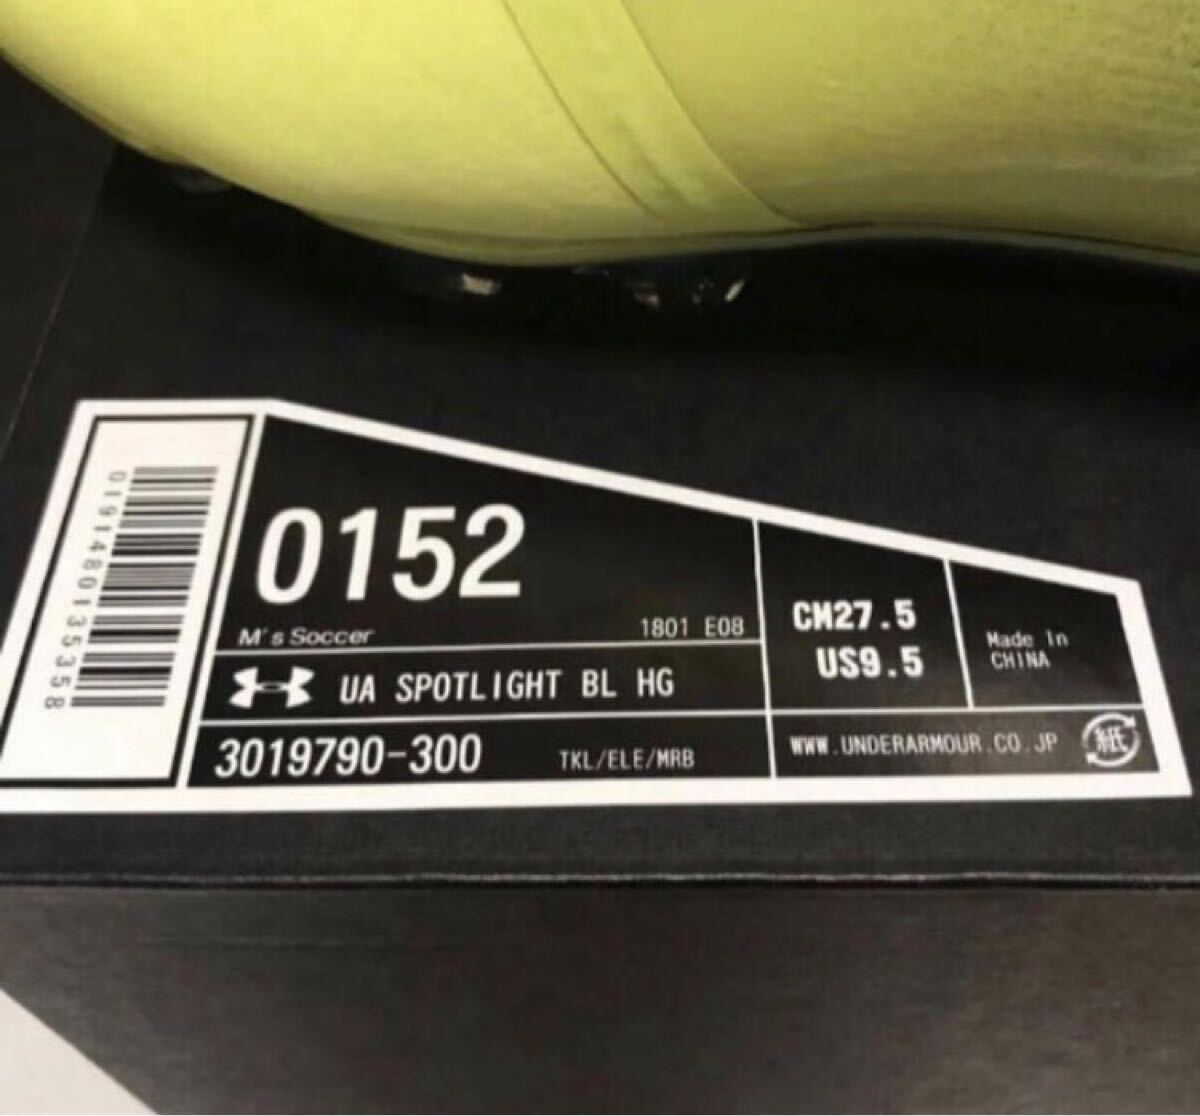 0191480135358
0152
M's Soccer
1801 E08
UA SPOTLIGHT BL HG
3019790-300
TKL/ELE/MRB
CM27.5
US9.5
Made In
CHINA
WWW.UNDERARMOUR.CO.JP
紙